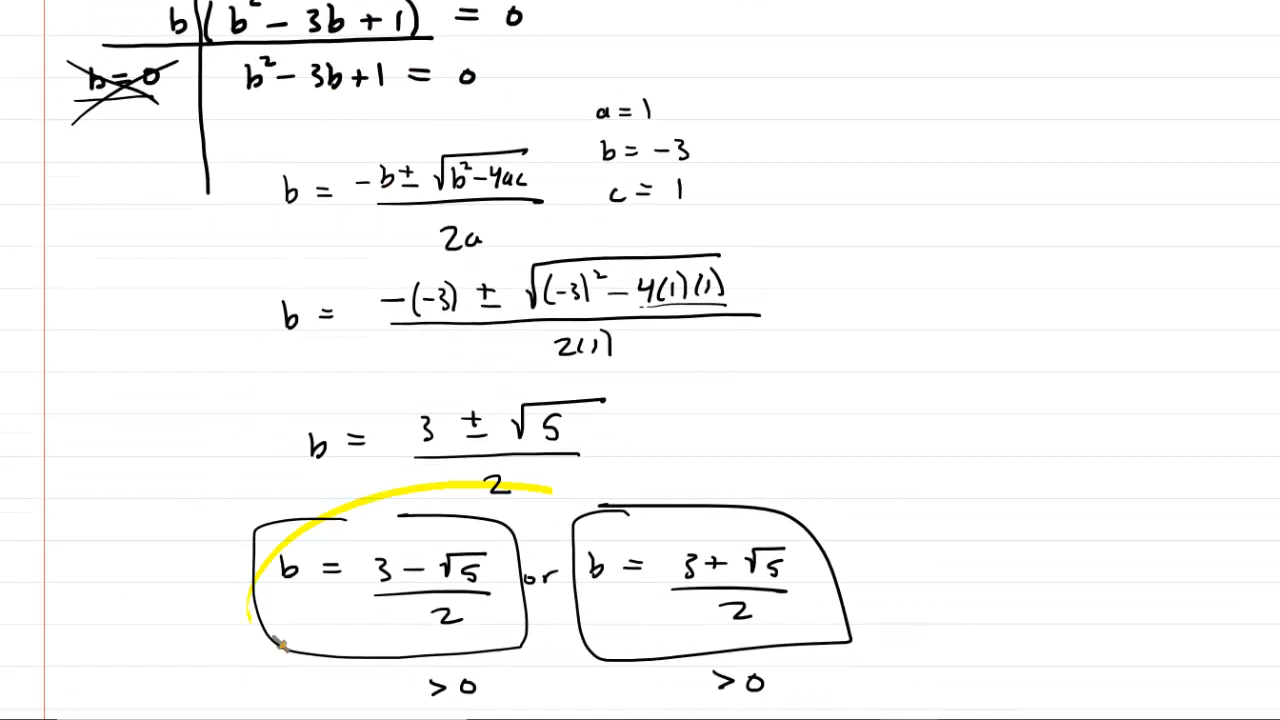 b(b² - 3b + 1) = 0
b = 0
b² - 3b + 1 = 0
a = 1
b = -3
c = 1
b = (-b ± √(b² - 4ac)) / 2a
b = (-(-3) ± √((-3)² - 4(1)(1))) / 2(1)
b = (3 ± √5) / 2
b = (3 - √5) / 2 or b = (3 + √5) / 2
> 0 > 0